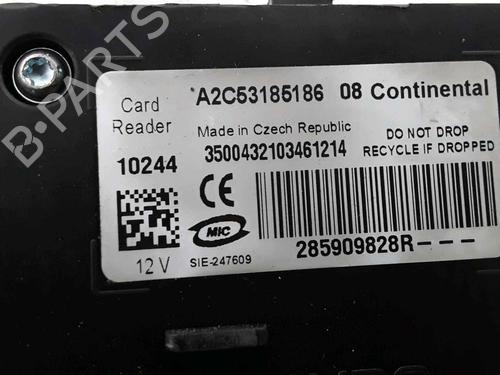 B-PARTS
Card Reader
*A2C53185186 08 Continental
Made in Czech Republic
DO NOT DROP
RECYCLE IF DROPPED
10244
3500432103461214
CE
MIC
285909828R---
12 V
SIE-247609